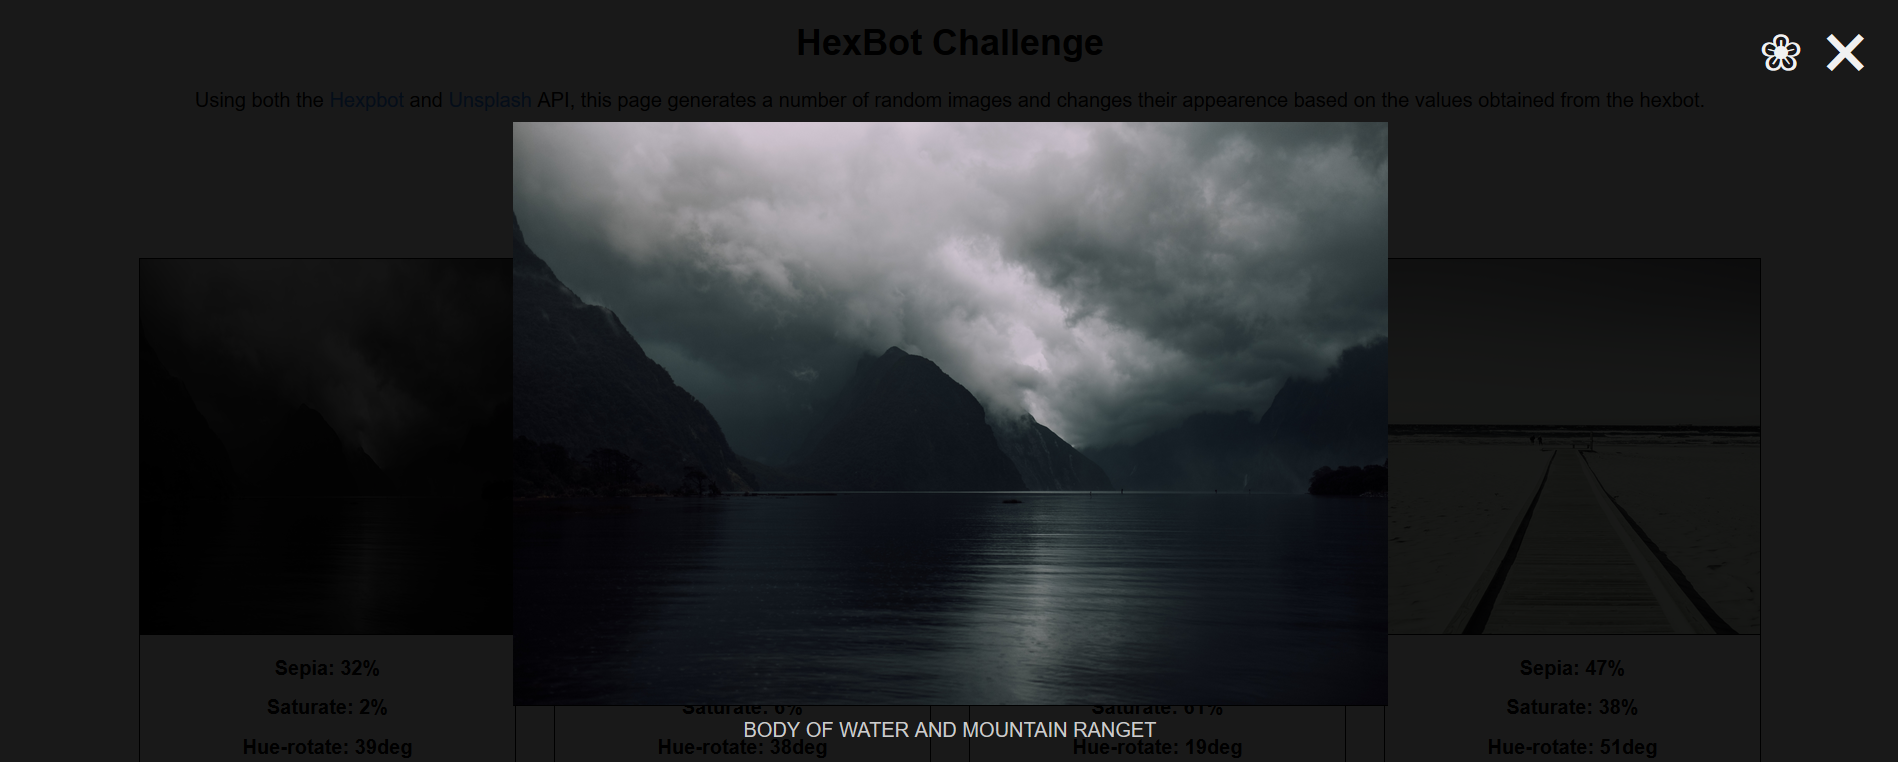 HexBot Challenge
Using both the Hexpbot and Unsplash API, this page generates a number of random images and changes their appearence based on the values obtained from the hexbot.
Sepia: 32%
Sepia: 47%
Saturate: 2%
Saturate: 6%
Saturate: 61%
Saturate: 38%
BODY OF WATER AND MOUNTAIN RANGET
Hue-rotate: 39deg
Hue-rotate: 38deg
Hue-rotate: 19deg
Hue-rotate: 51deg